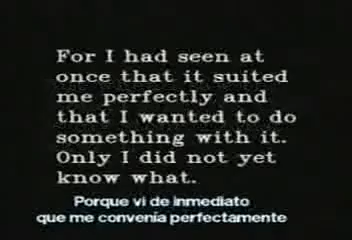 For I had seen at
once that it suited
me perfectly and
that I wanted to do
something with it.
Only I did not yet
know what.
Porque vi de inmediato
que me convenía perfectamente